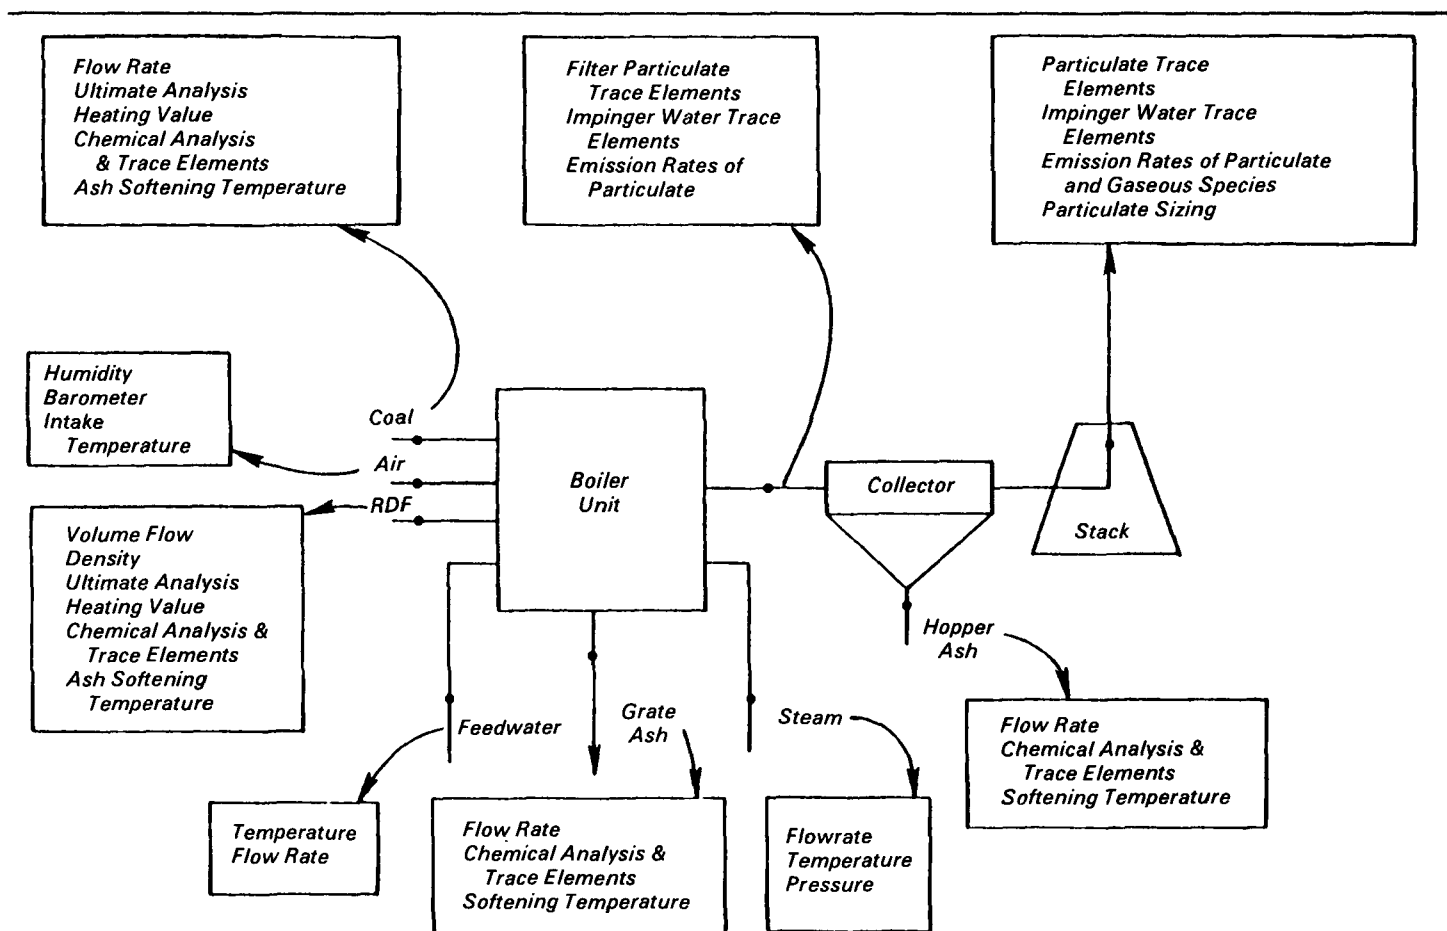 Flow Rate
Ultimate Analysis
Heating Value
Chemical Analysis
& Trace Elements
Ash Softening Temperature
Filter Particulate
Trace Elements
Impinger Water Trace
Elements
Emission Rates of
Particulate
Particulate Trace
Elements
Impinger Water Trace
Elements
Emission Rates of Particulate
and Gaseous Species
Particulate Sizing
Humidity
Barometer
Intake
Temperature
Coal
Air
RDF
Boiler
Unit
Collector
Stack
Volume Flow
Density
Ultimate Analysis
Heating Value
Chemical Analysis &
Trace Elements
Ash Softening
Temperature
Feedwater
Grate
Ash
Steam
Hopper
Ash
Temperature
Flow Rate
Flow Rate
Chemical Analysis &
Trace Elements
Softening Temperature
Flowrate
Temperature
Pressure
Flow Rate
Chemical Analysis &
Trace Elements
Softening Temperature